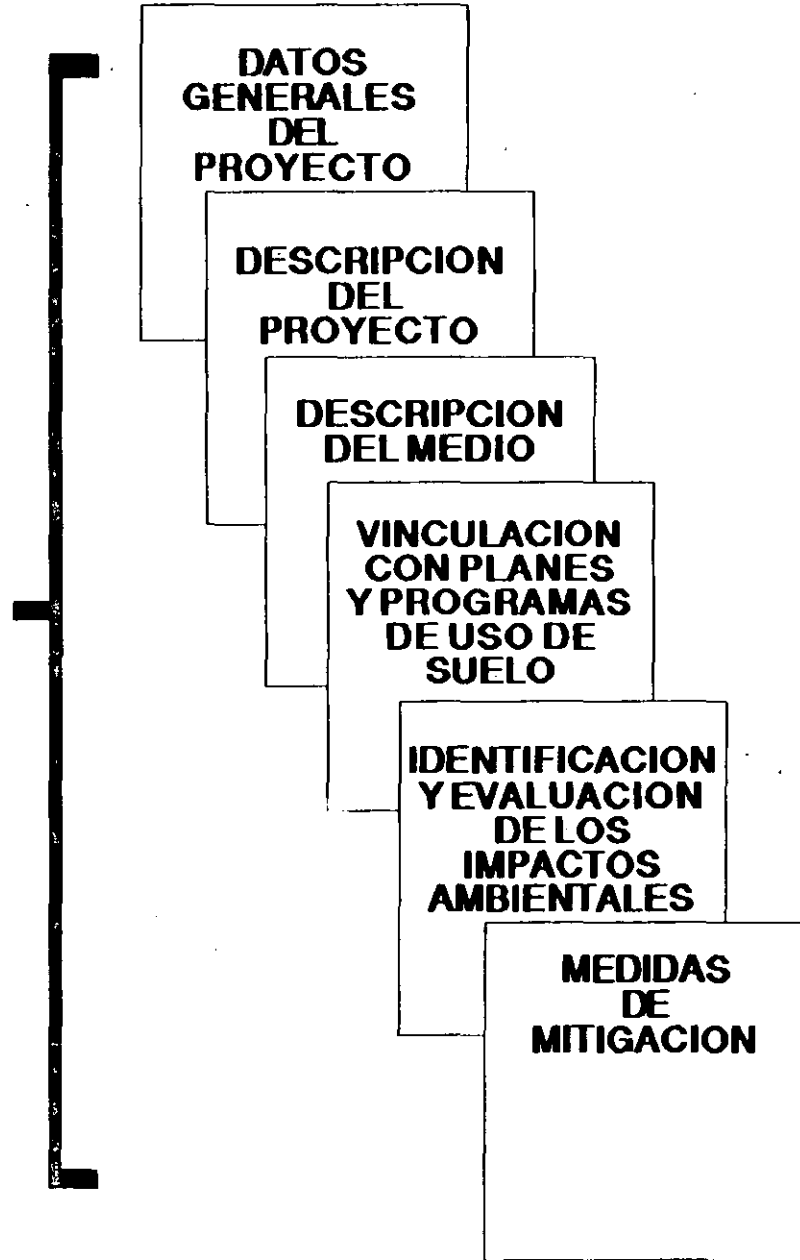 DATOS
GENERALES
DEL
PROYECTO
DESCRIPCION
DEL
PROYECTO
DESCRIPCION
DEL MEDIO
VINCULACION
CON PLANES
Y PROGRAMAS
DE USO DE
SUELO
IDENTIFICACION
Y EVALUACION
DE LOS
IMPACTOS
AMBIENTALES
MEDIDAS
DE
MITIGACION